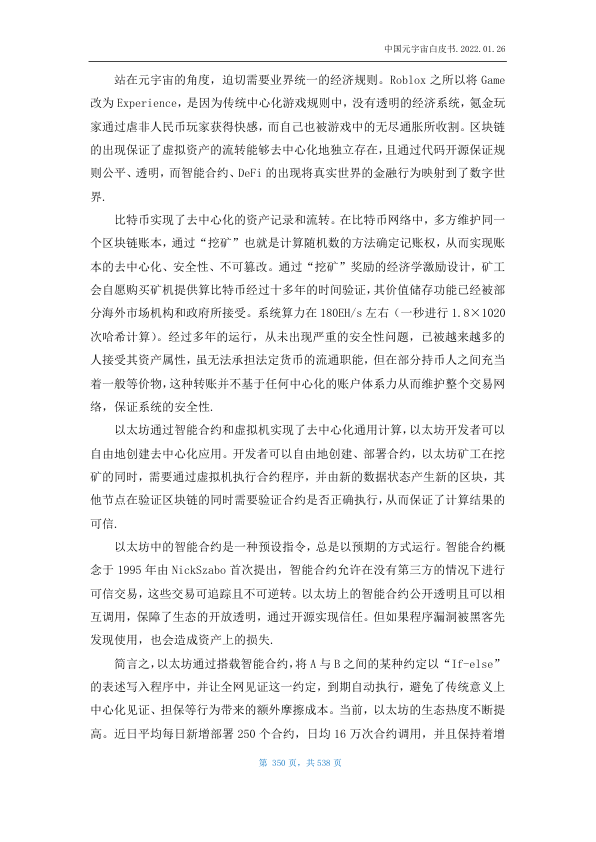 中国元宇宙白皮书.2022.01.26
站在元宇宙的角度，迫切需要业界统一的经济规则。Roblox 之所以将 Game
改为 Experience，是因为传统中心化游戏规则中，没有透明的经济系统，氪金玩
家通过虐非人民币玩家获得快感，而自己也被游戏中的无尽通胀所收割。区块链
的出现保证了虚拟资产的流转能够去中心化地独立存在，且通过代码开源保证规
则公平、透明，而智能合约、DeFi 的出现将真实世界的金融行为映射到了数字世
界.
比特币实现了去中心化的资产记录和流转。在比特币网络中，多方维护同一
个区块链账本，通过“挖矿”也就是计算随机数的方法确定记账权，从而实现账
本的去中心化、安全性、不可篡改。通过“挖矿”奖励的经济学激励设计，矿工
会自愿购买矿机提供算比特币经过十多年的时间验证，其价值储存功能已经被部
分海外市场机构和政府所接受。系统算力在 180EH/s 左右（一秒进行 1.8×1020
次哈希计算）。经过多年的运行，从未出现严重的安全性问题，已被越来越多的
人接受其资产属性，虽无法承担法定货币的流通职能，但在部分持币人之间充当
着一般等价物，这种转账并不基于任何中心化的账户体系力从而维护整个交易网
络，保证系统的安全性.
以太坊通过智能合约和虚拟机实现了去中心化通用计算，以太坊开发者可以
自由地创建去中心化应用。开发者可以自由地创建、部署合约，以太坊矿工在挖
矿的同时，需要通过虚拟机执行合约程序，并由新的数据状态产生新的区块，其
他节点在验证区块链的同时需要验证合约是否正确执行，从而保证了计算结果的
可信.
以太坊中的智能合约是一种预设指令，总是以预期的方式运行。智能合约概
念于 1995 年由 NickSzabo 首次提出，智能合约允许在没有第三方的情况下进行
可信交易，这些交易可追踪且不可逆转。以太坊上的智能合约公开透明且可以相
互调用，保障了生态的开放透明，通过开源实现信任。但如果程序漏洞被黑客先
发现使用，也会造成资产上的损失.
简言之，以太坊通过搭载智能合约，将 A 与 B 之间的某种约定以“If-else”
的表述写入程序中，并让全网见证这一约定，到期自动执行，避免了传统意义上
中心化见证、担保等行为带来的额外摩擦成本。当前，以太坊的生态热度不断提
高。近日平均每日新增部署 250 个合约，日均 16 万次合约调用，并且保持着增
第 350 页，共 538 页